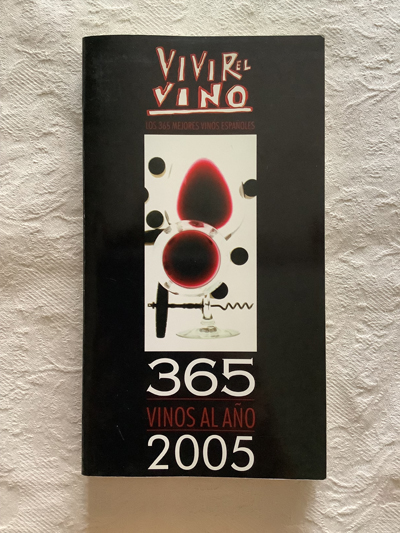 VIVIR EL
VINO
LOS 365 MEJORES VINOS ESPAÑOLES
365
VINOS AL AÑO
2005